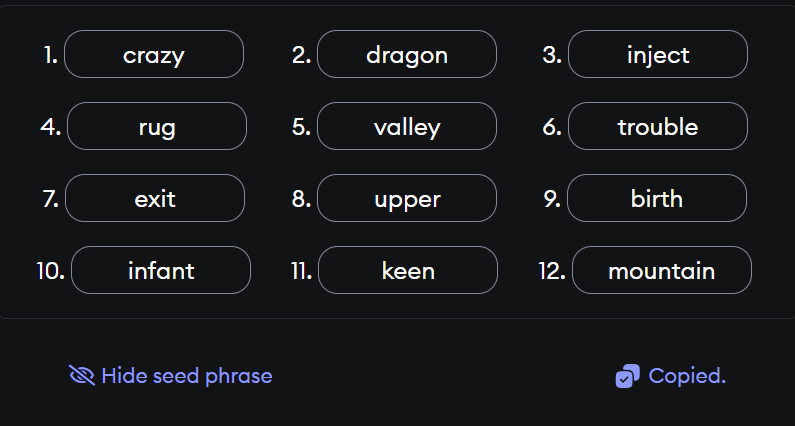 1. crazy 2. dragon 3. inject
4. rug 5. valley 6. trouble
7. exit 8. upper 9. birth
10. infant 11. keen 12. mountain
Hide seed phrase Copied.